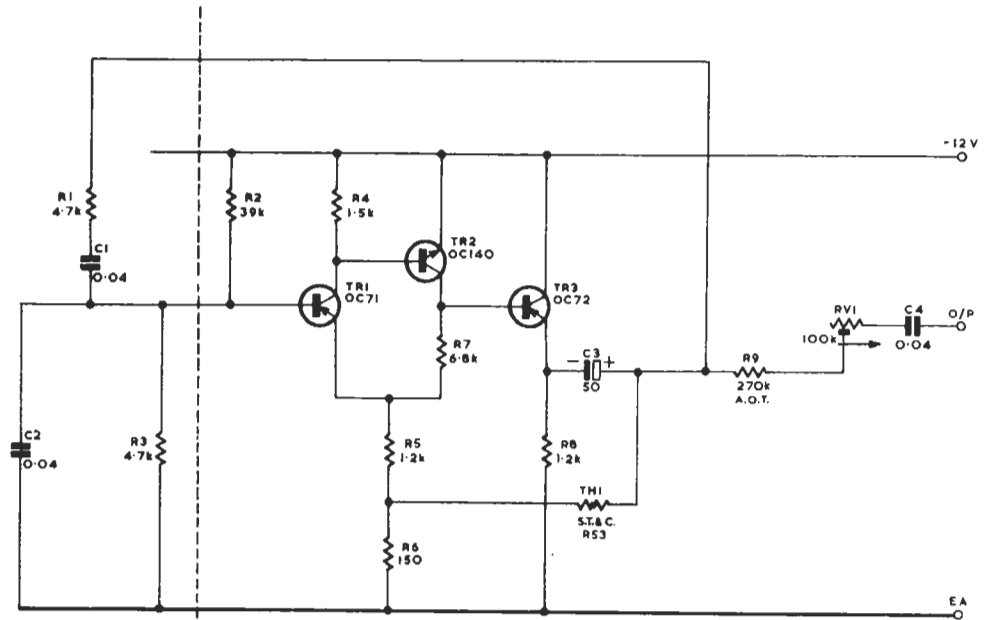 -12V
R1
4.7k
R2
39k
R4
1.5k
C1
0.04
TR2
OC140
TR1
OC71
TR3
OC72
RV1
100k
C4
0.04
O/P
R7
6.8k
- C3 +
50
R9
270k
A.O.T.
C2
0.04
R3
4.7k
R5
1.2k
R8
1.2k
TH1
S.T.& C.
R53
R6
150
EA